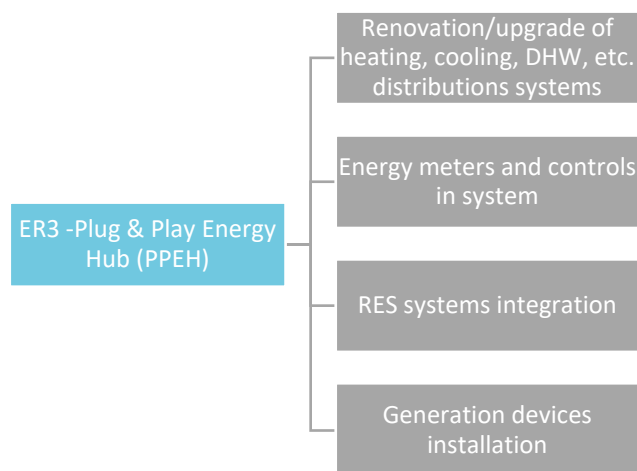 Renovation/upgrade of
heating, cooling, DHW, etc.
distributions systems
Energy meters and controls
in system
ER3 -Plug & Play Energy
Hub (PPEH)
RES systems integration
Generation devices
installation